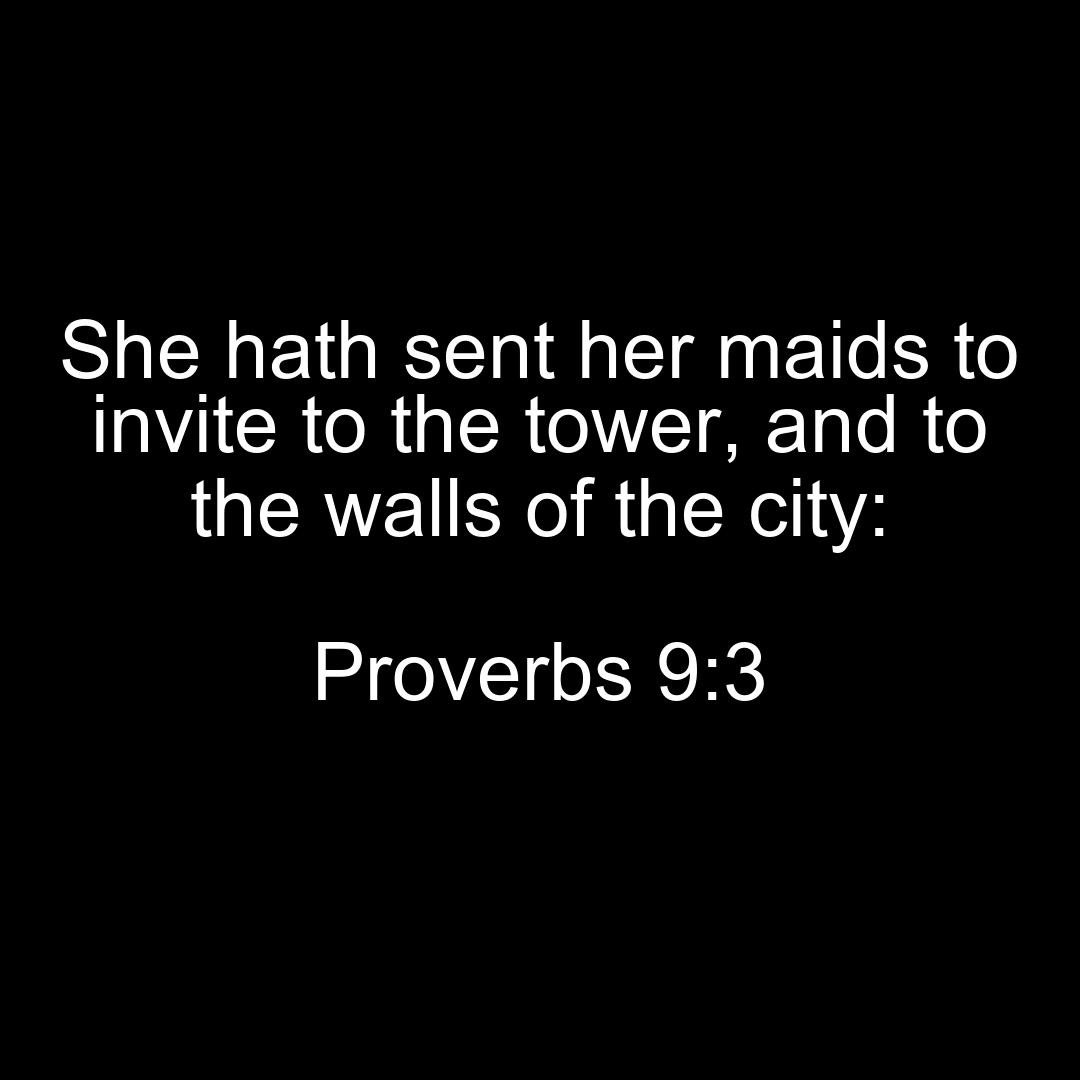 She hath sent her maids to
invite to the tower, and to
the walls of the city:
Proverbs 9:3